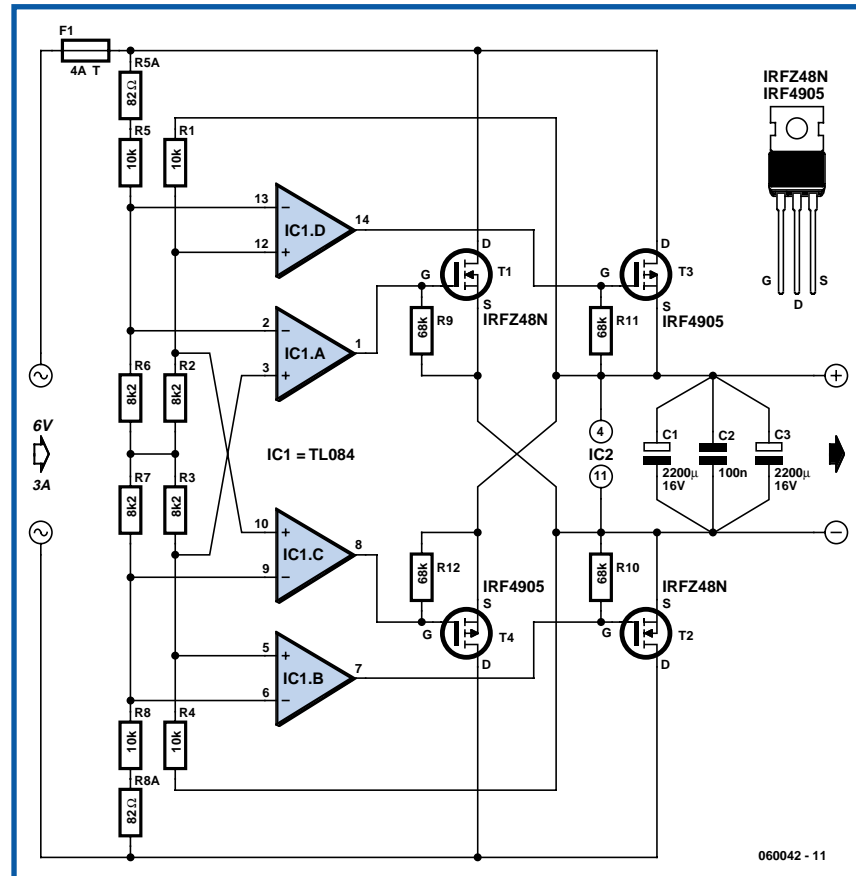 F1
4A T
R5A
82Ω
R5
10k
R1
10k
13
12
IC1.D
14
2
3
IC1.A
1
G
D
S
T1
IRFZ48N
R9
68k
G
D
S
T3
IRF4905
R11
68k
IRFZ48N
IRF4905
G
D
S
6V
3A
R6
8k2
R2
8k2
R7
8k2
R3
8k2
IC1 = TL084
4
IC2
11
C1
2200µ
16V
C2
100n
C3
2200µ
16V
10
9
IC1.C
8
R12
68k
IRF4905
G
S
D
T4
R10
68k
IRFZ48N
G
S
D
T2
5
6
IC1.B
7
R8
10k
R4
10k
R8A
82Ω
060042 - 11